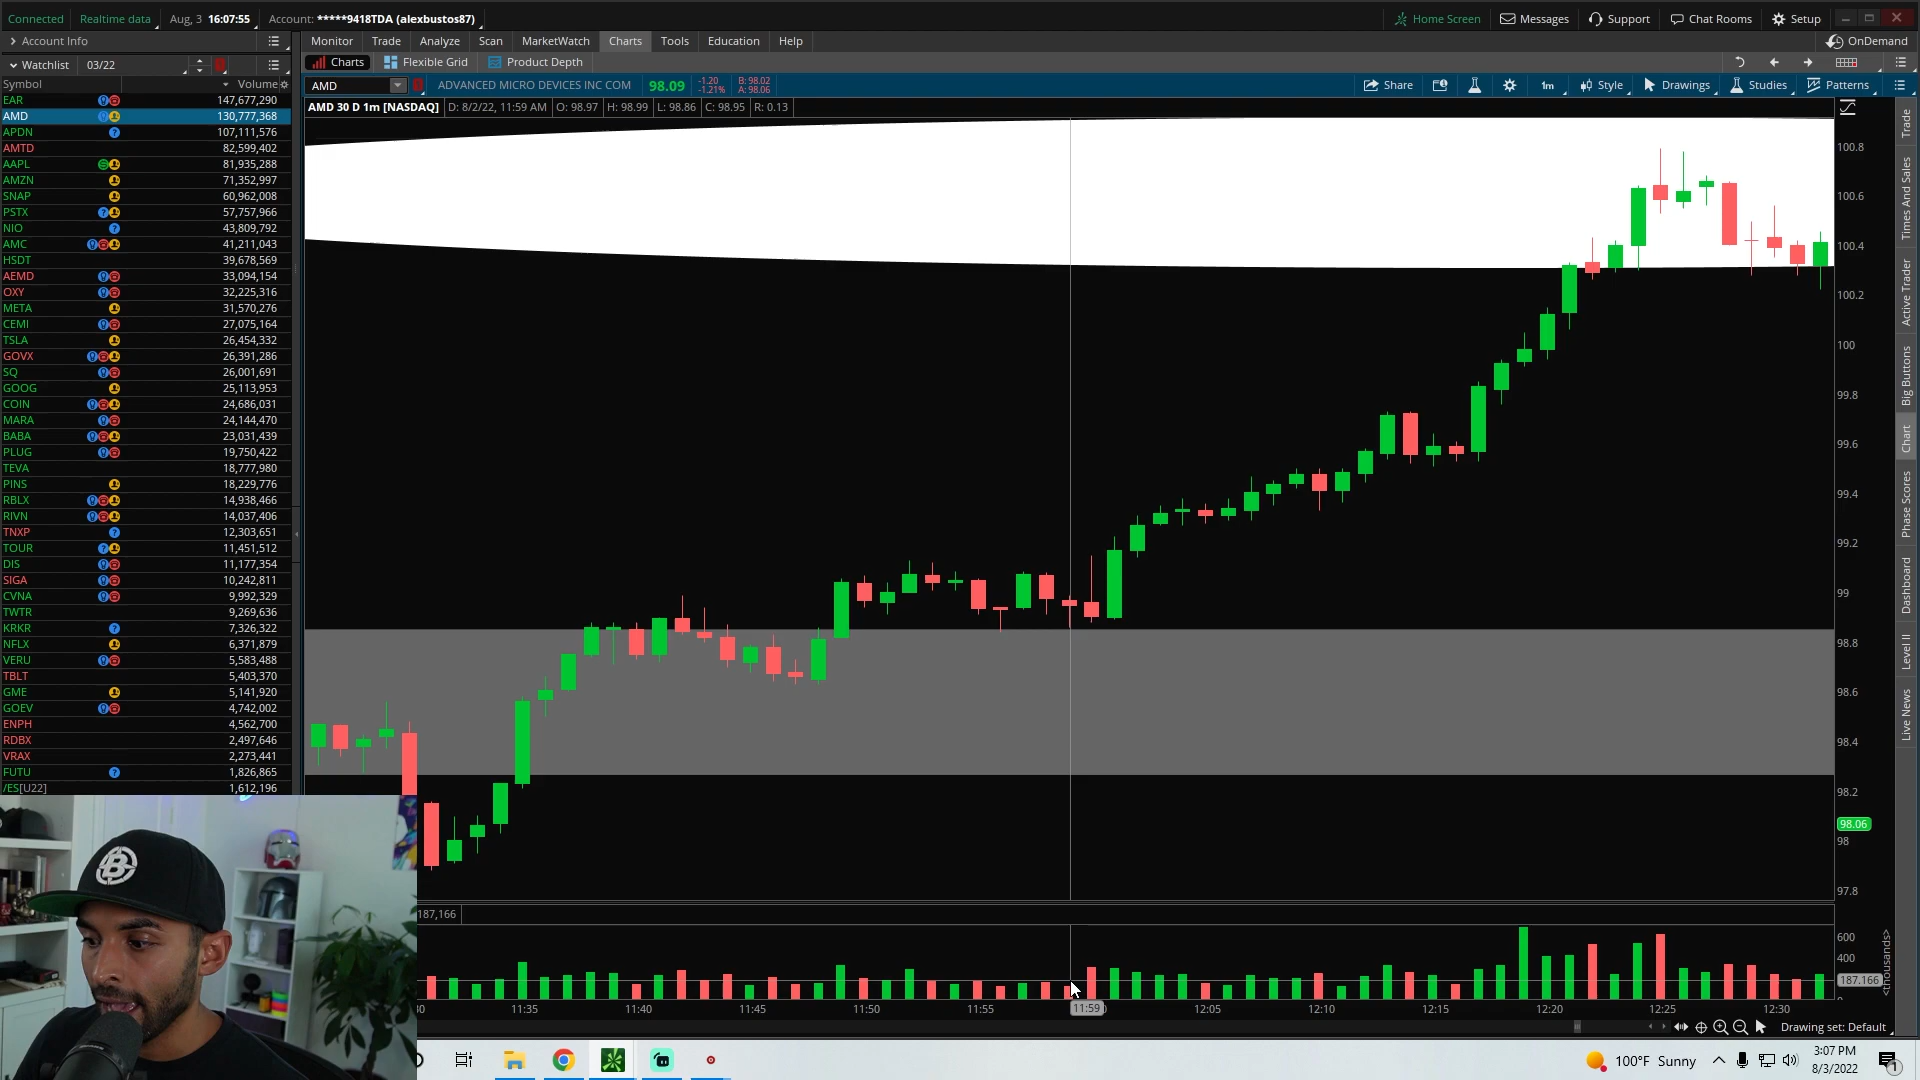 Connected Realtime data Aug, 3 16:07:55 Account: *****9418TDA (alexbustos87) Home Screen Messages Support Chat Rooms Setup
Account Info Monitor Trade Analyze Scan MarketWatch Charts Tools Education Help OnDemand
Watchlist 03/22 Charts Flexible Grid Product Depth
Symbol Volume AMD ADVANCED MICRO DEVICES INC COM 98.09 -1.20 -1.21% B: 98.02 A: 98.06 Share 1m Style Drawings Studies Patterns
AMD 30 D 1m [NASDAQ] D: 8/2/22, 11:59 AM O: 98.97 H: 98.99 L: 98.86 C: 98.95 R: 0.13
EAR 147,677,290
AMD 130,777,368
APDN 107,111,576
AMTD 82,599,402
AAPL 81,935,288
AMZN 71,352,997
SNAP 60,962,008
PSTX 57,757,966
NIO 43,809,792
AMC 41,211,043
HSDT 39,678,569
AEMD 33,094,154
OXY 32,225,316
META 31,570,276
CEMI 27,075,164
TSLA 26,454,332
GOVX 26,391,286
SQ 26,001,691
GOOG 25,113,953
COIN 24,686,031
MARA 24,144,470
BABA 23,031,439
PLUG 19,750,422
TEVA 18,777,980
PINS 18,229,776
RBLX 14,938,466
RIVN 14,037,406
TNXP 12,303,651
TOUR 11,451,512
DIS 11,177,354
SIGA 10,242,811
CVNA 9,992,329
TWTR 9,269,636
KRKR 7,326,322
NFLX 6,371,879
VERU 5,583,488
TBLT 5,403,370
GME 5,141,920
GOEV 4,742,002
ENPH 4,562,700
RDBX 2,497,646
VRAX 2,273,441
FUTU 1,826,865
/ES[U22] 1,612,196
100.8
100.6
100.4
100.2
100
99.8
99.6
99.4
99.2
99
98.8
98.6
98.4
98.2
98.06
98
97.8
Trade
Times And Sales
Active Trader
Big Buttons
Chart
Phase Scores
Dashboard
Level II
Live News
187,166
600
400
187.166
0
<thousands>
30 11:35 11:40 11:45 11:50 11:55 11:59 12:05 12:10 12:15 12:20 12:25 12:30
Drawing set: Default
B
100°F Sunny
3:07 PM
8/3/2022
1